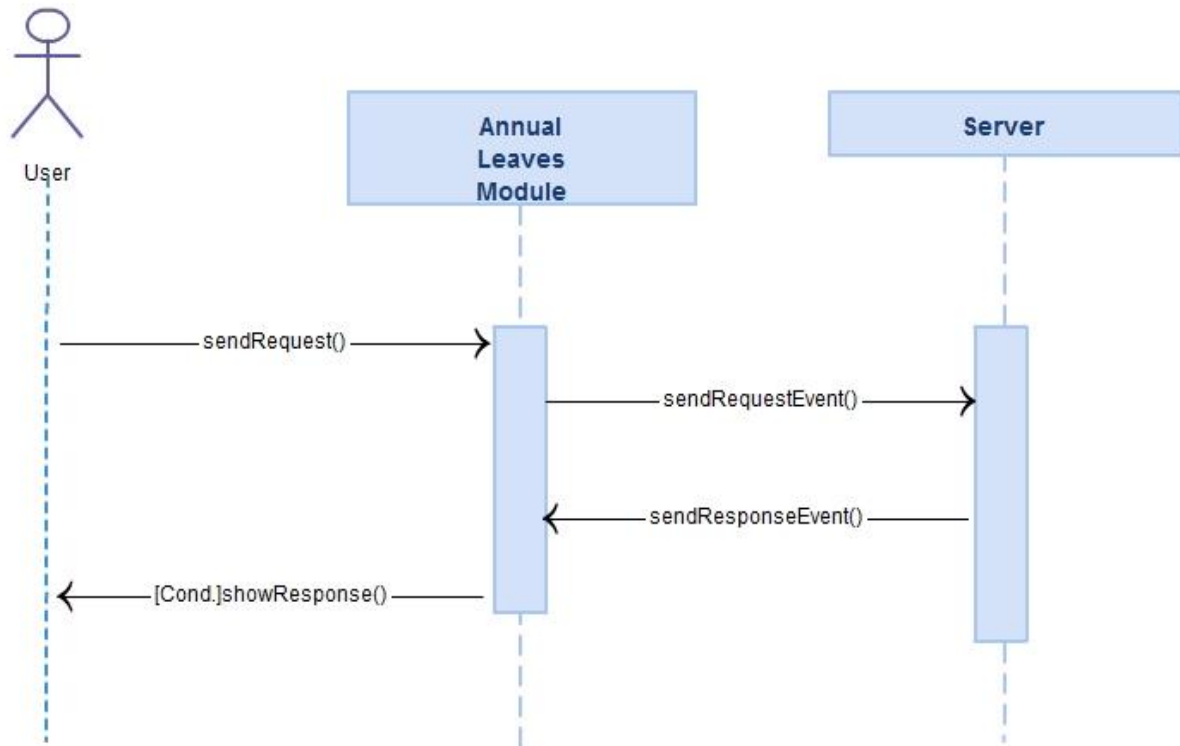 User
Annual
Leaves
Module
Server
sendRequest()
sendRequestEvent()
sendResponseEvent()
[Cond.]showResponse()